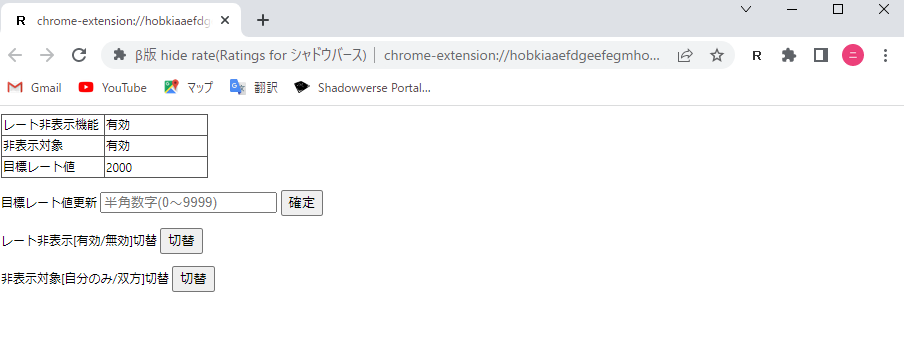 R chrome-extension://hobkiaaefdg
β版 hide rate(Ratings for シャドウバース) | chrome-extension://hobkiaaefdgeefegmho... R ニ
Gmail YouTube マップ 翻訳 Shadowverse Portal...
レート非表示機能 有効
非表示対象 有効
目標レート値 2000
目標レート値更新 半角数字(0～9999) 確定
レート非表示[有効/無効]切替 切替
非表示対象[自分のみ/双方]切替 切替